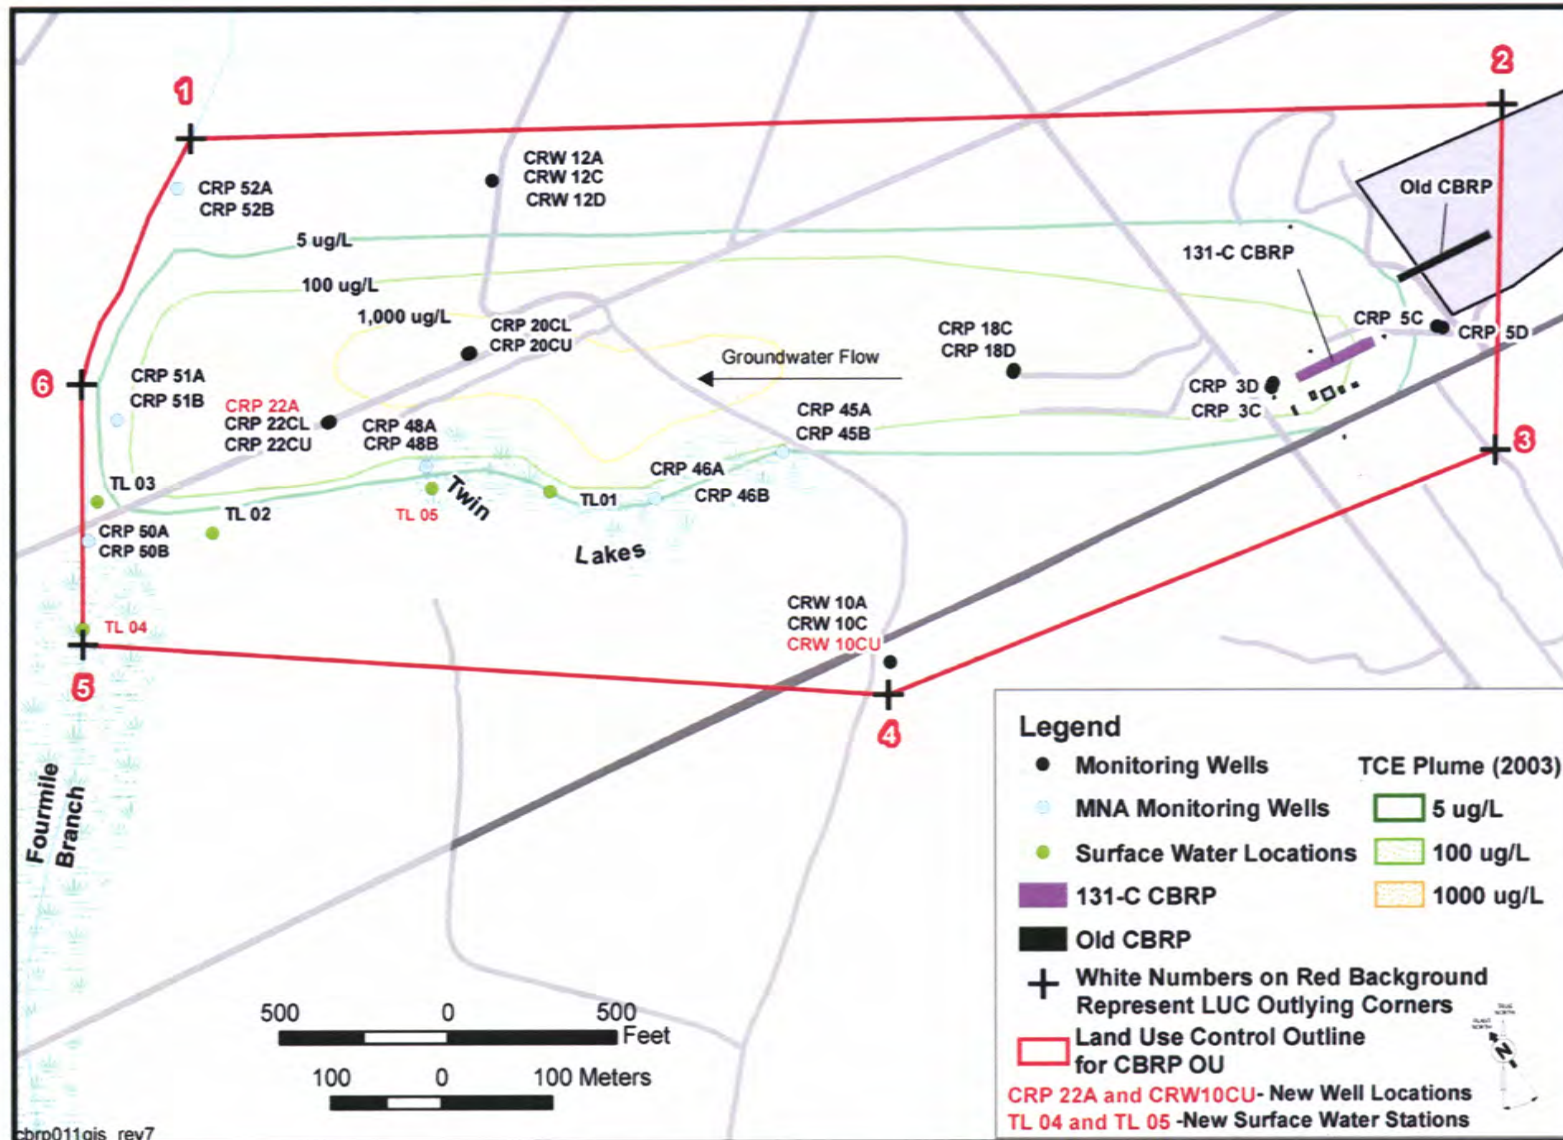 1
2
CRW 12A
CRW 12C
CRW 12D
CRP 52A
CRP 52B
Old CBRP
5 ug/L
131-C CBRP
100 ug/L
1,000 ug/L
CRP 20CL
CRP 20CU
CRP 18C
CRP 18D
CRP 5C
CRP 5D
Groundwater Flow
6
CRP 51A
CRP 51B
CRP 3D
CRP 3C
CRP 22A
CRP 22CL
CRP 22CU
CRP 48A
CRP 48B
CRP 45A
CRP 45B
3
TL 03
TL 02
TL 05
Twin
Lakes
TL01
CRP 46A
CRP 46B
CRP 50A
CRP 50B
TL 04
5
CRW 10A
CRW 10C
CRW 10CU
4
Fourmile
Branch
Legend
Monitoring Wells
MNA Monitoring Wells
Surface Water Locations
131-C CBRP
Old CBRP
White Numbers on Red Background
Represent LUC Outlying Corners
Land Use Control Outline
for CBRP OU
TCE Plume (2003)
5 ug/L
100 ug/L
1000 ug/L
CRP 22A and CRW10CU- New Well Locations
TL 04 and TL 05 -New Surface Water Stations
TRUE
NORTH
PLANT
NORTH
N
500 0 500
Feet
100 0 100 Meters
cbrp011gis_rev7